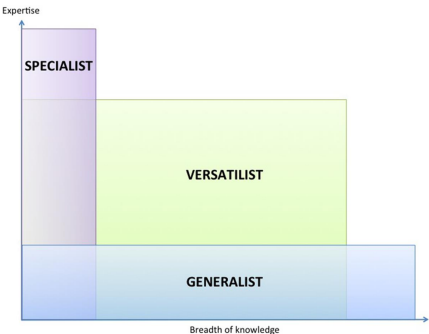 Expertise
SPECIALIST
VERSATILIST
GENERALIST
Breadth of knowledge